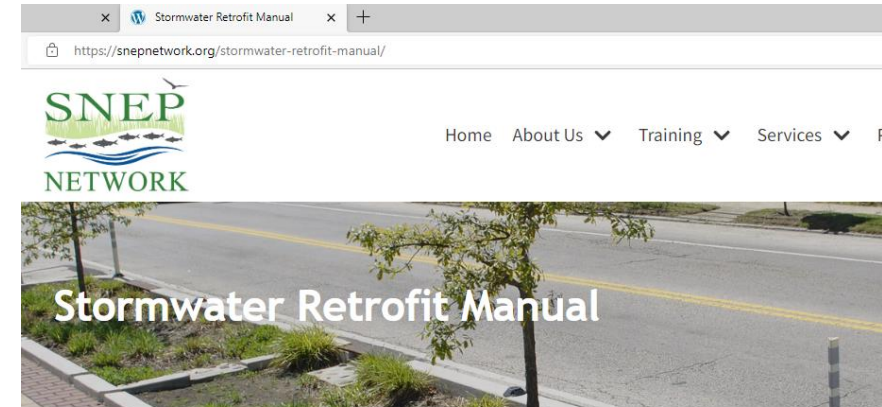 Stormwater Retrofit Manual
https://snepnetwork.org/stormwater-retrofit-manual/
SNEP
NETWORK
Home About Us Training Services
Stormwater Retrofit Manual